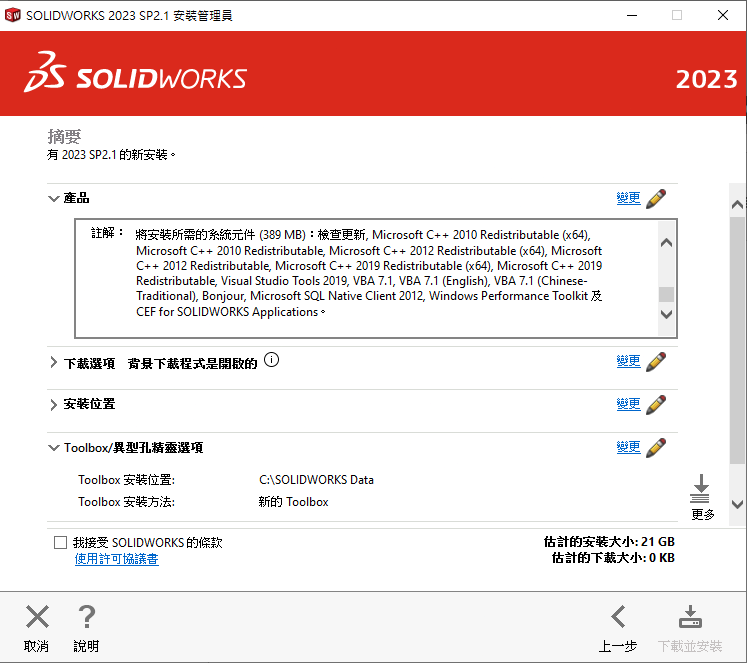 SOLIDWORKS 2023 SP2.1 安裝管理員
SOLIDWORKS
2023
摘要
有 2023 SP2.1 的新安裝。
產品
變更
註解： 將安裝所需的系統元件 (389 MB)：檢查更新, Microsoft C++ 2010 Redistributable (x64),
Microsoft C++ 2010 Redistributable, Microsoft C++ 2012 Redistributable (x64), Microsoft
C++ 2012 Redistributable, Microsoft C++ 2019 Redistributable (x64), Microsoft C++ 2019
Redistributable, Visual Studio Tools 2019, VBA 7.1, VBA 7.1 (English), VBA 7.1 (Chinese-
Traditional), Bonjour, Microsoft SQL Native Client 2012, Windows Performance Toolkit 及
CEF for SOLIDWORKS Applications。
下載選項 背景下載程式是開啟的
變更
安裝位置
變更
Toolbox/異型孔精靈選項
變更
Toolbox 安裝位置: C:\SOLIDWORKS Data
Toolbox 安裝方法: 新的 Toolbox
更多
我接受 SOLIDWORKS 的條款
使用許可協議書
估計的安裝大小: 21 GB
估計的下載大小: 0 KB
取消
說明
上一步
下載並安裝